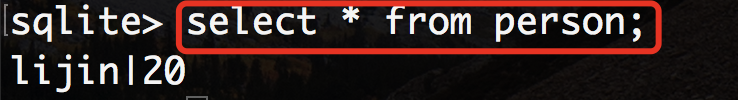 sqlite> select * from person;
lijin|20